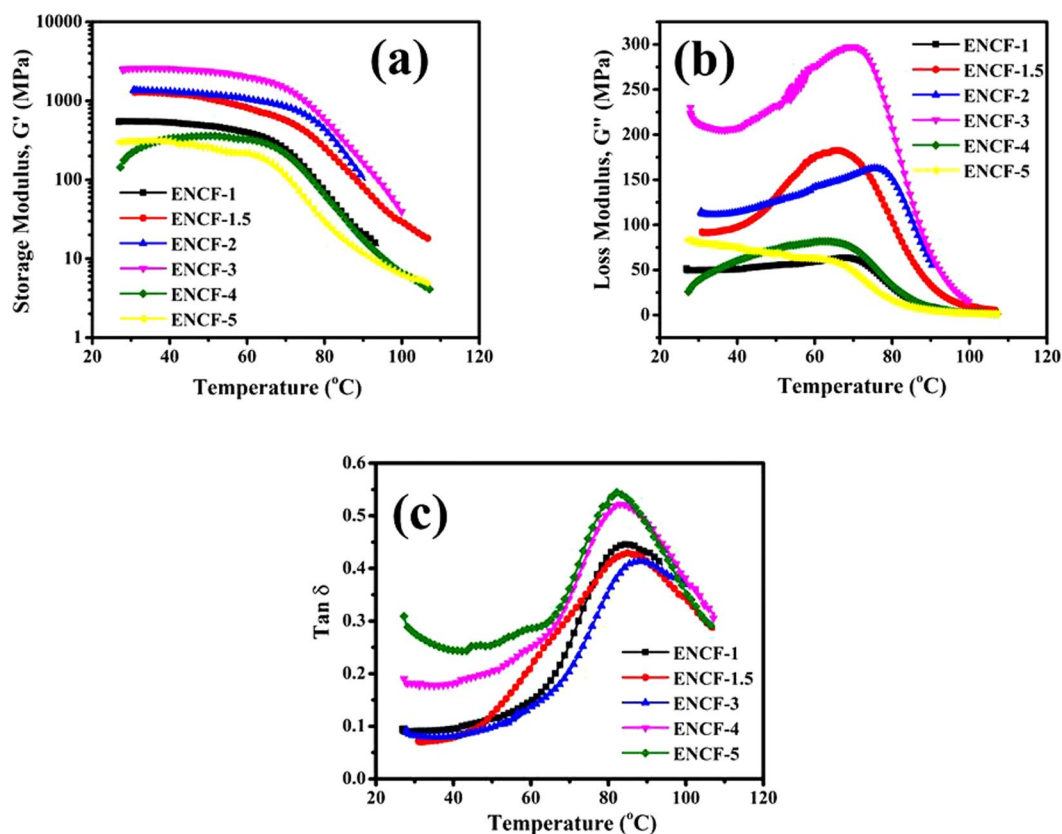 (a)
Storage Modulus, G' (MPa)
10000
1000
100
10
1
ENCF-1
ENCF-1.5
ENCF-2
ENCF-3
ENCF-4
ENCF-5
20 40 60 80 100 120
Temperature (°C)
(b)
Loss Modulus, G'' (MPa)
300
250
200
150
100
50
0
ENCF-1
ENCF-1.5
ENCF-2
ENCF-3
ENCF-4
ENCF-5
20 40 60 80 100 120
Temperature (°C)
(c)
Tan δ
0.6
0.5
0.4
0.3
0.2
0.1
0.0
ENCF-1
ENCF-1.5
ENCF-3
ENCF-4
ENCF-5
20 40 60 80 100 120
Temperature (°C)